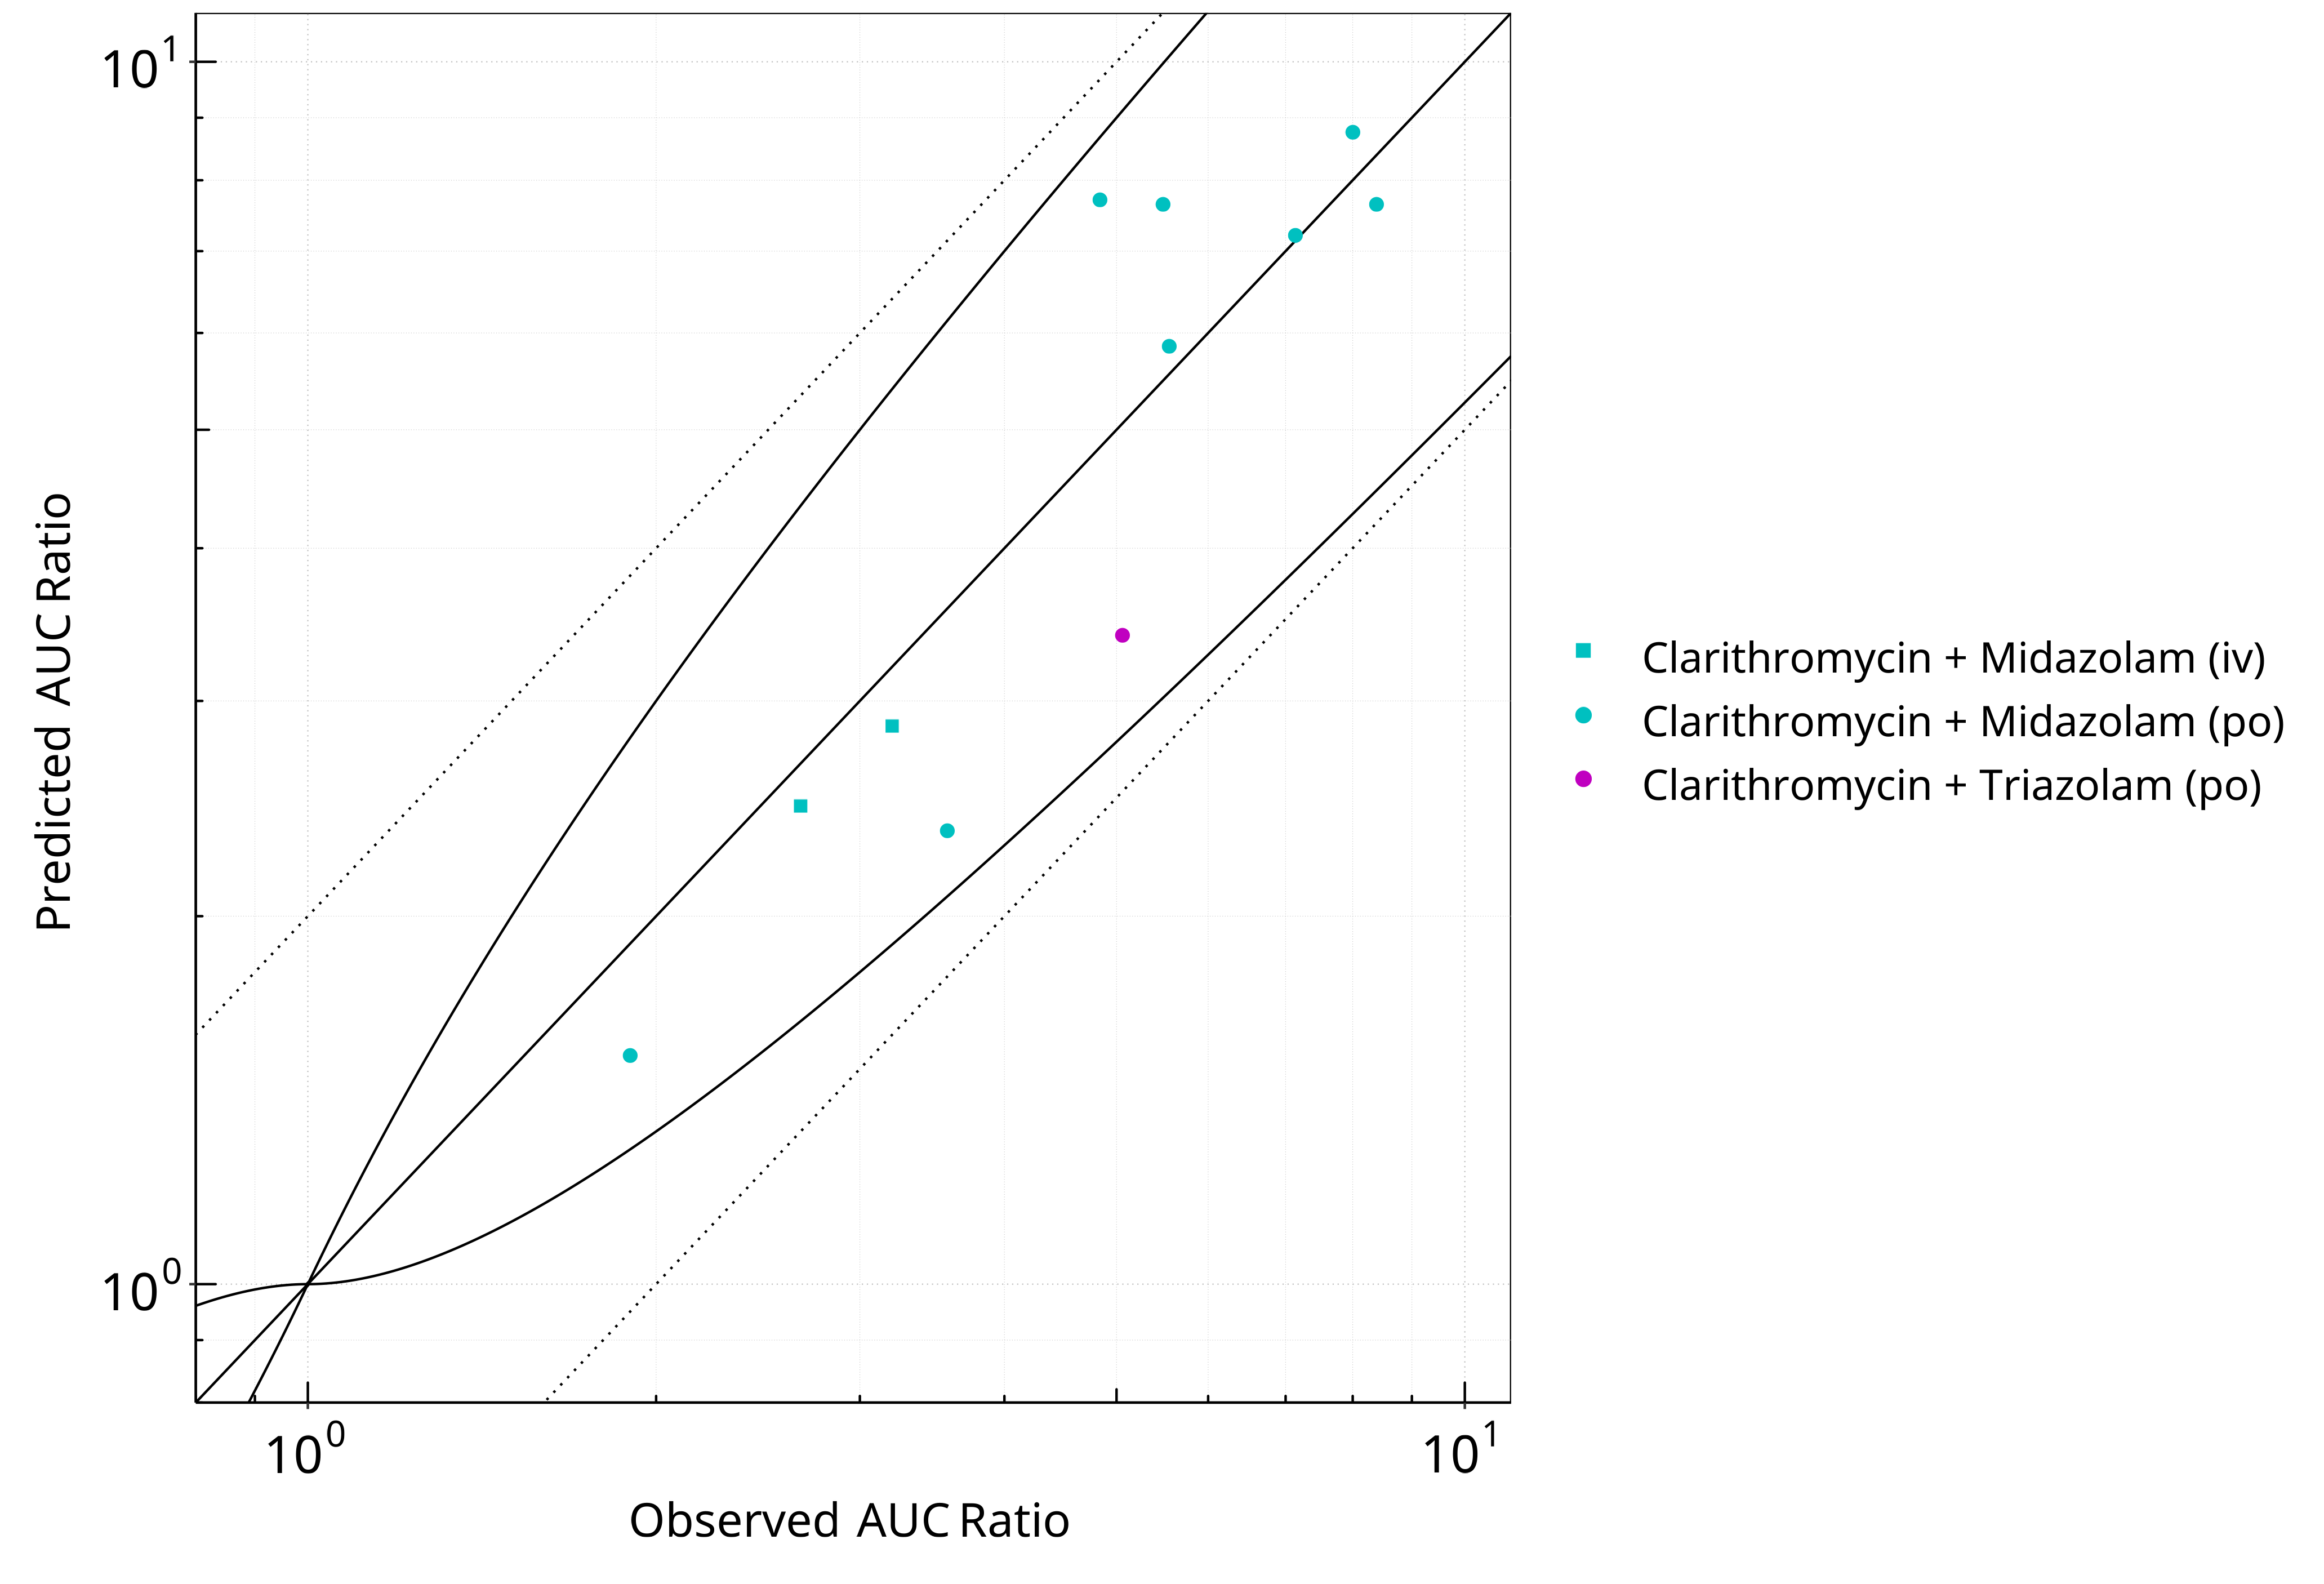 10^1
10^0
Predicted AUC Ratio
10^0
10^1
Observed AUC Ratio
Clarithromycin + Midazolam (iv)
Clarithromycin + Midazolam (po)
Clarithromycin + Triazolam (po)